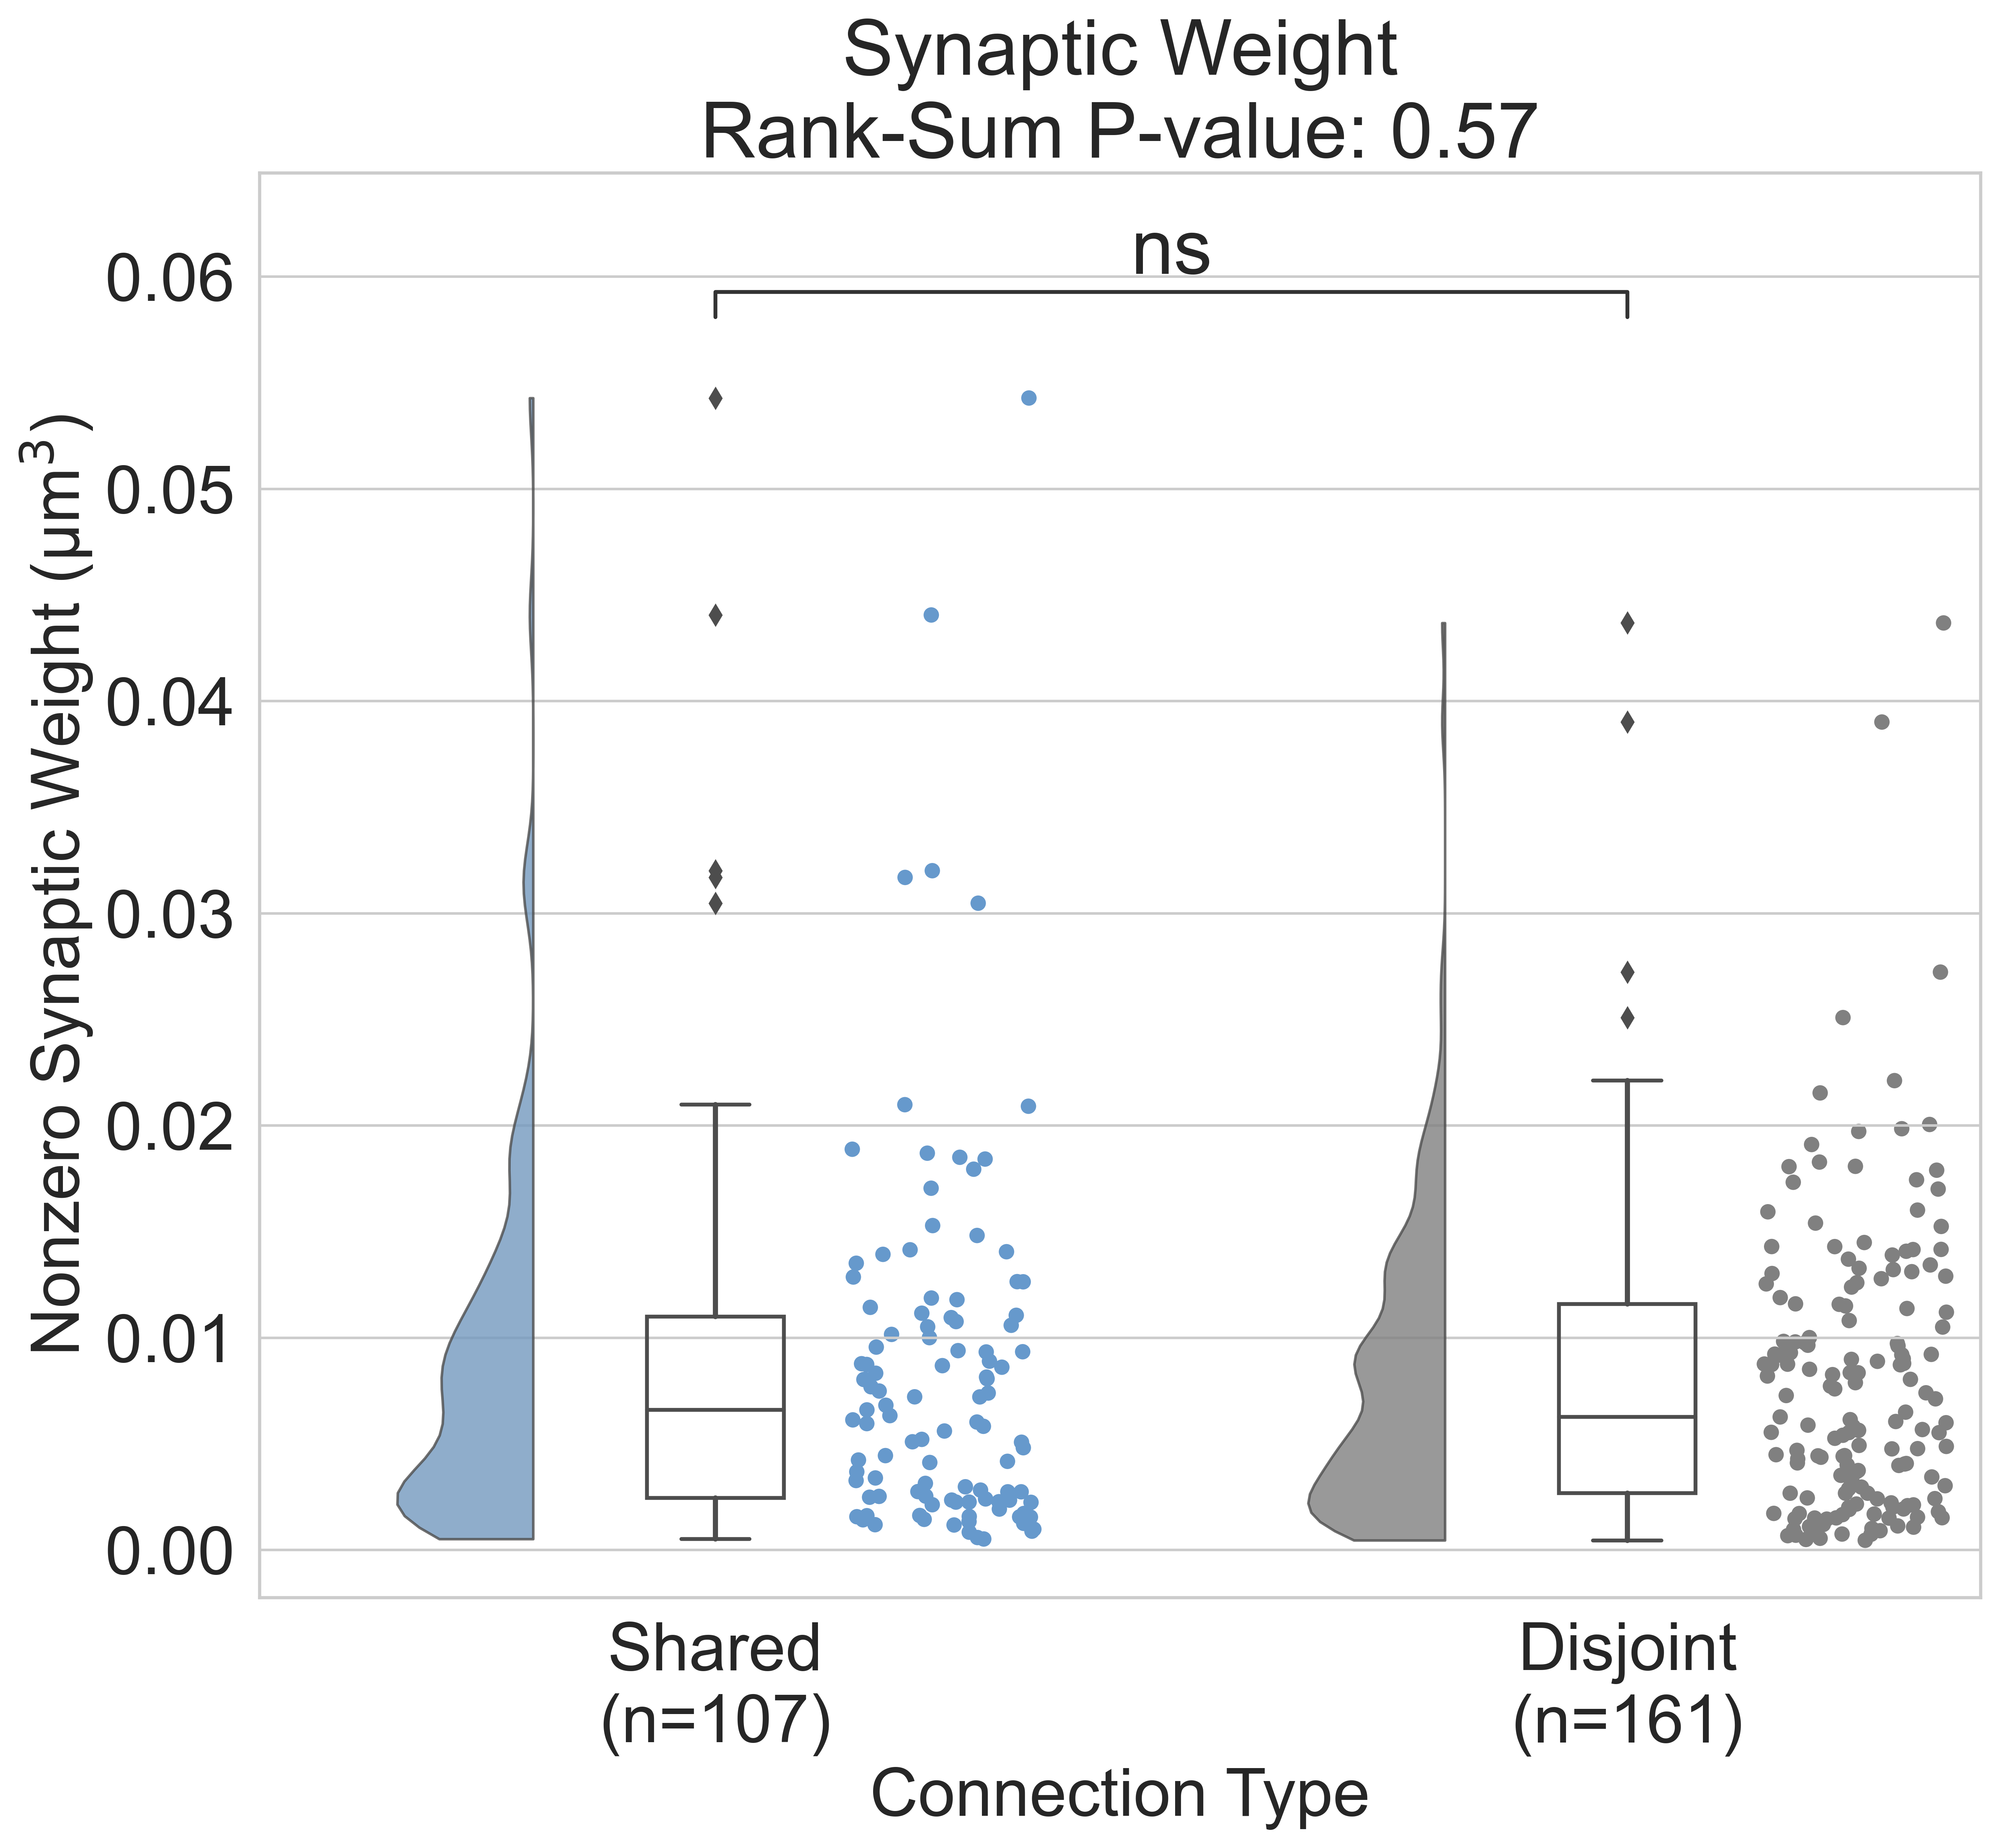 Synaptic Weight
Rank-Sum P-value: 0.57
ns
0.06
0.05
0.04
0.03
0.02
0.01
0.00
Nonzero Synaptic Weight (µm³)
Shared
(n=107)
Disjoint
(n=161)
Connection Type